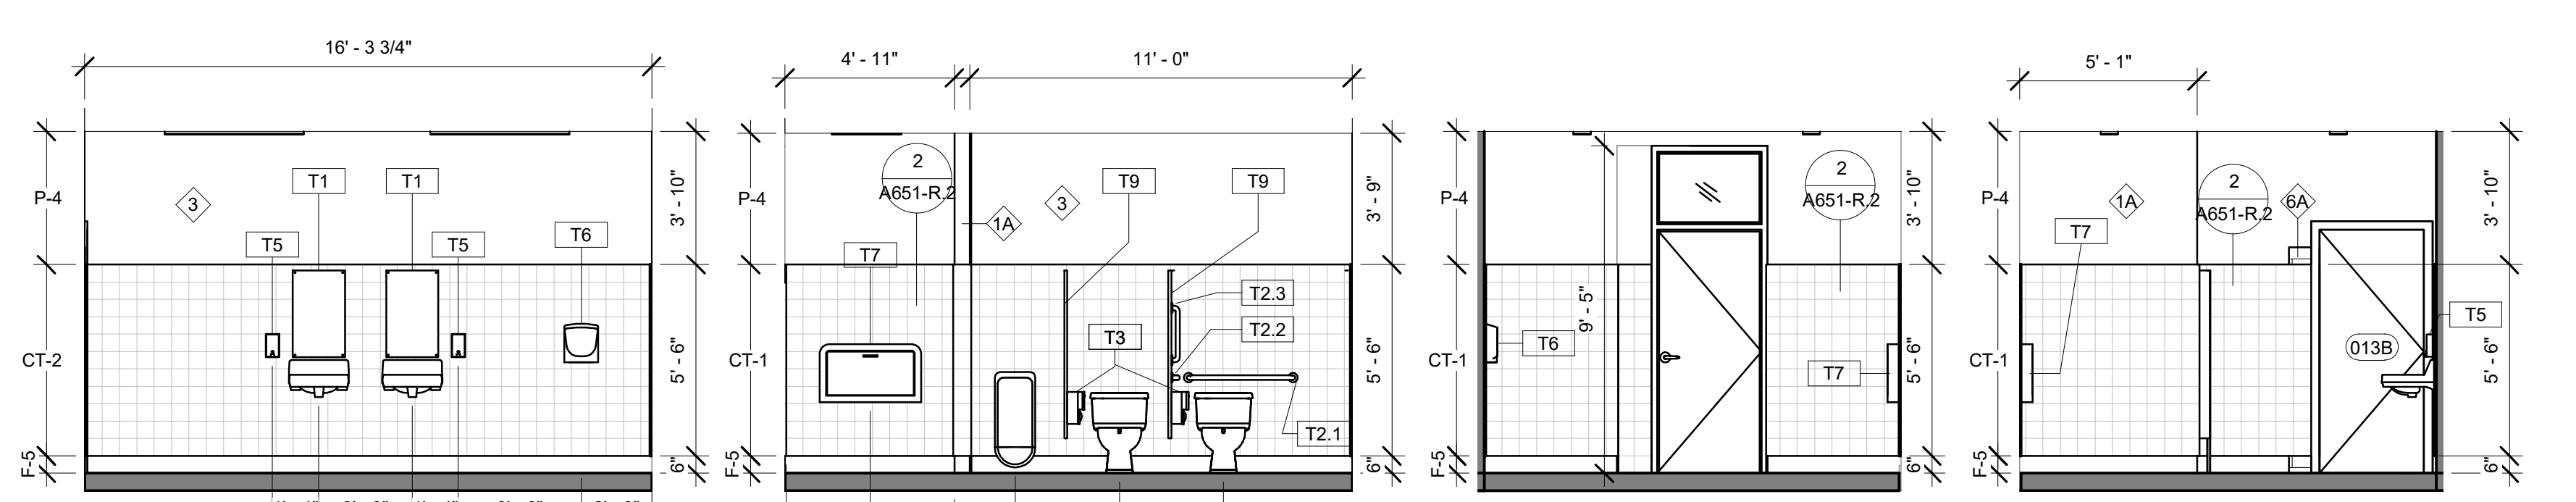 16' - 3 3/4"
P-4
CT-2
F-5
3
T1
T1
T5
T5
T6
3' - 10"
5' - 6"
6"
4' - 11"
11' - 0"
P-4
CT-1
F-5
2
A651-R.2
1A
3
T9
T9
T7
T3
T2.3
T2.2
T2.1
3' - 9"
5' - 6"
6"
P-4
CT-1
F-5
T6
9' - 5"
2
A651-R.2
T7
3' - 10"
5' - 6"
6"
5' - 1"
P-4
CT-1
F-5
1A
T7
2
A651-R.2
6A
013B
T5
3' - 10"
5' - 6"
6"